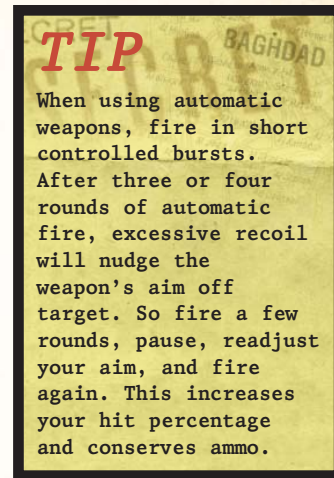 SECRET
BAGHDAD
TIP
When using automatic
weapons, fire in short
controlled bursts.
After three or four
rounds of automatic
fire, excessive recoil
will nudge the
weapon's aim off
target. So fire a few
rounds, pause, readjust
your aim, and fire
again. This increases
your hit percentage
and conserves ammo.